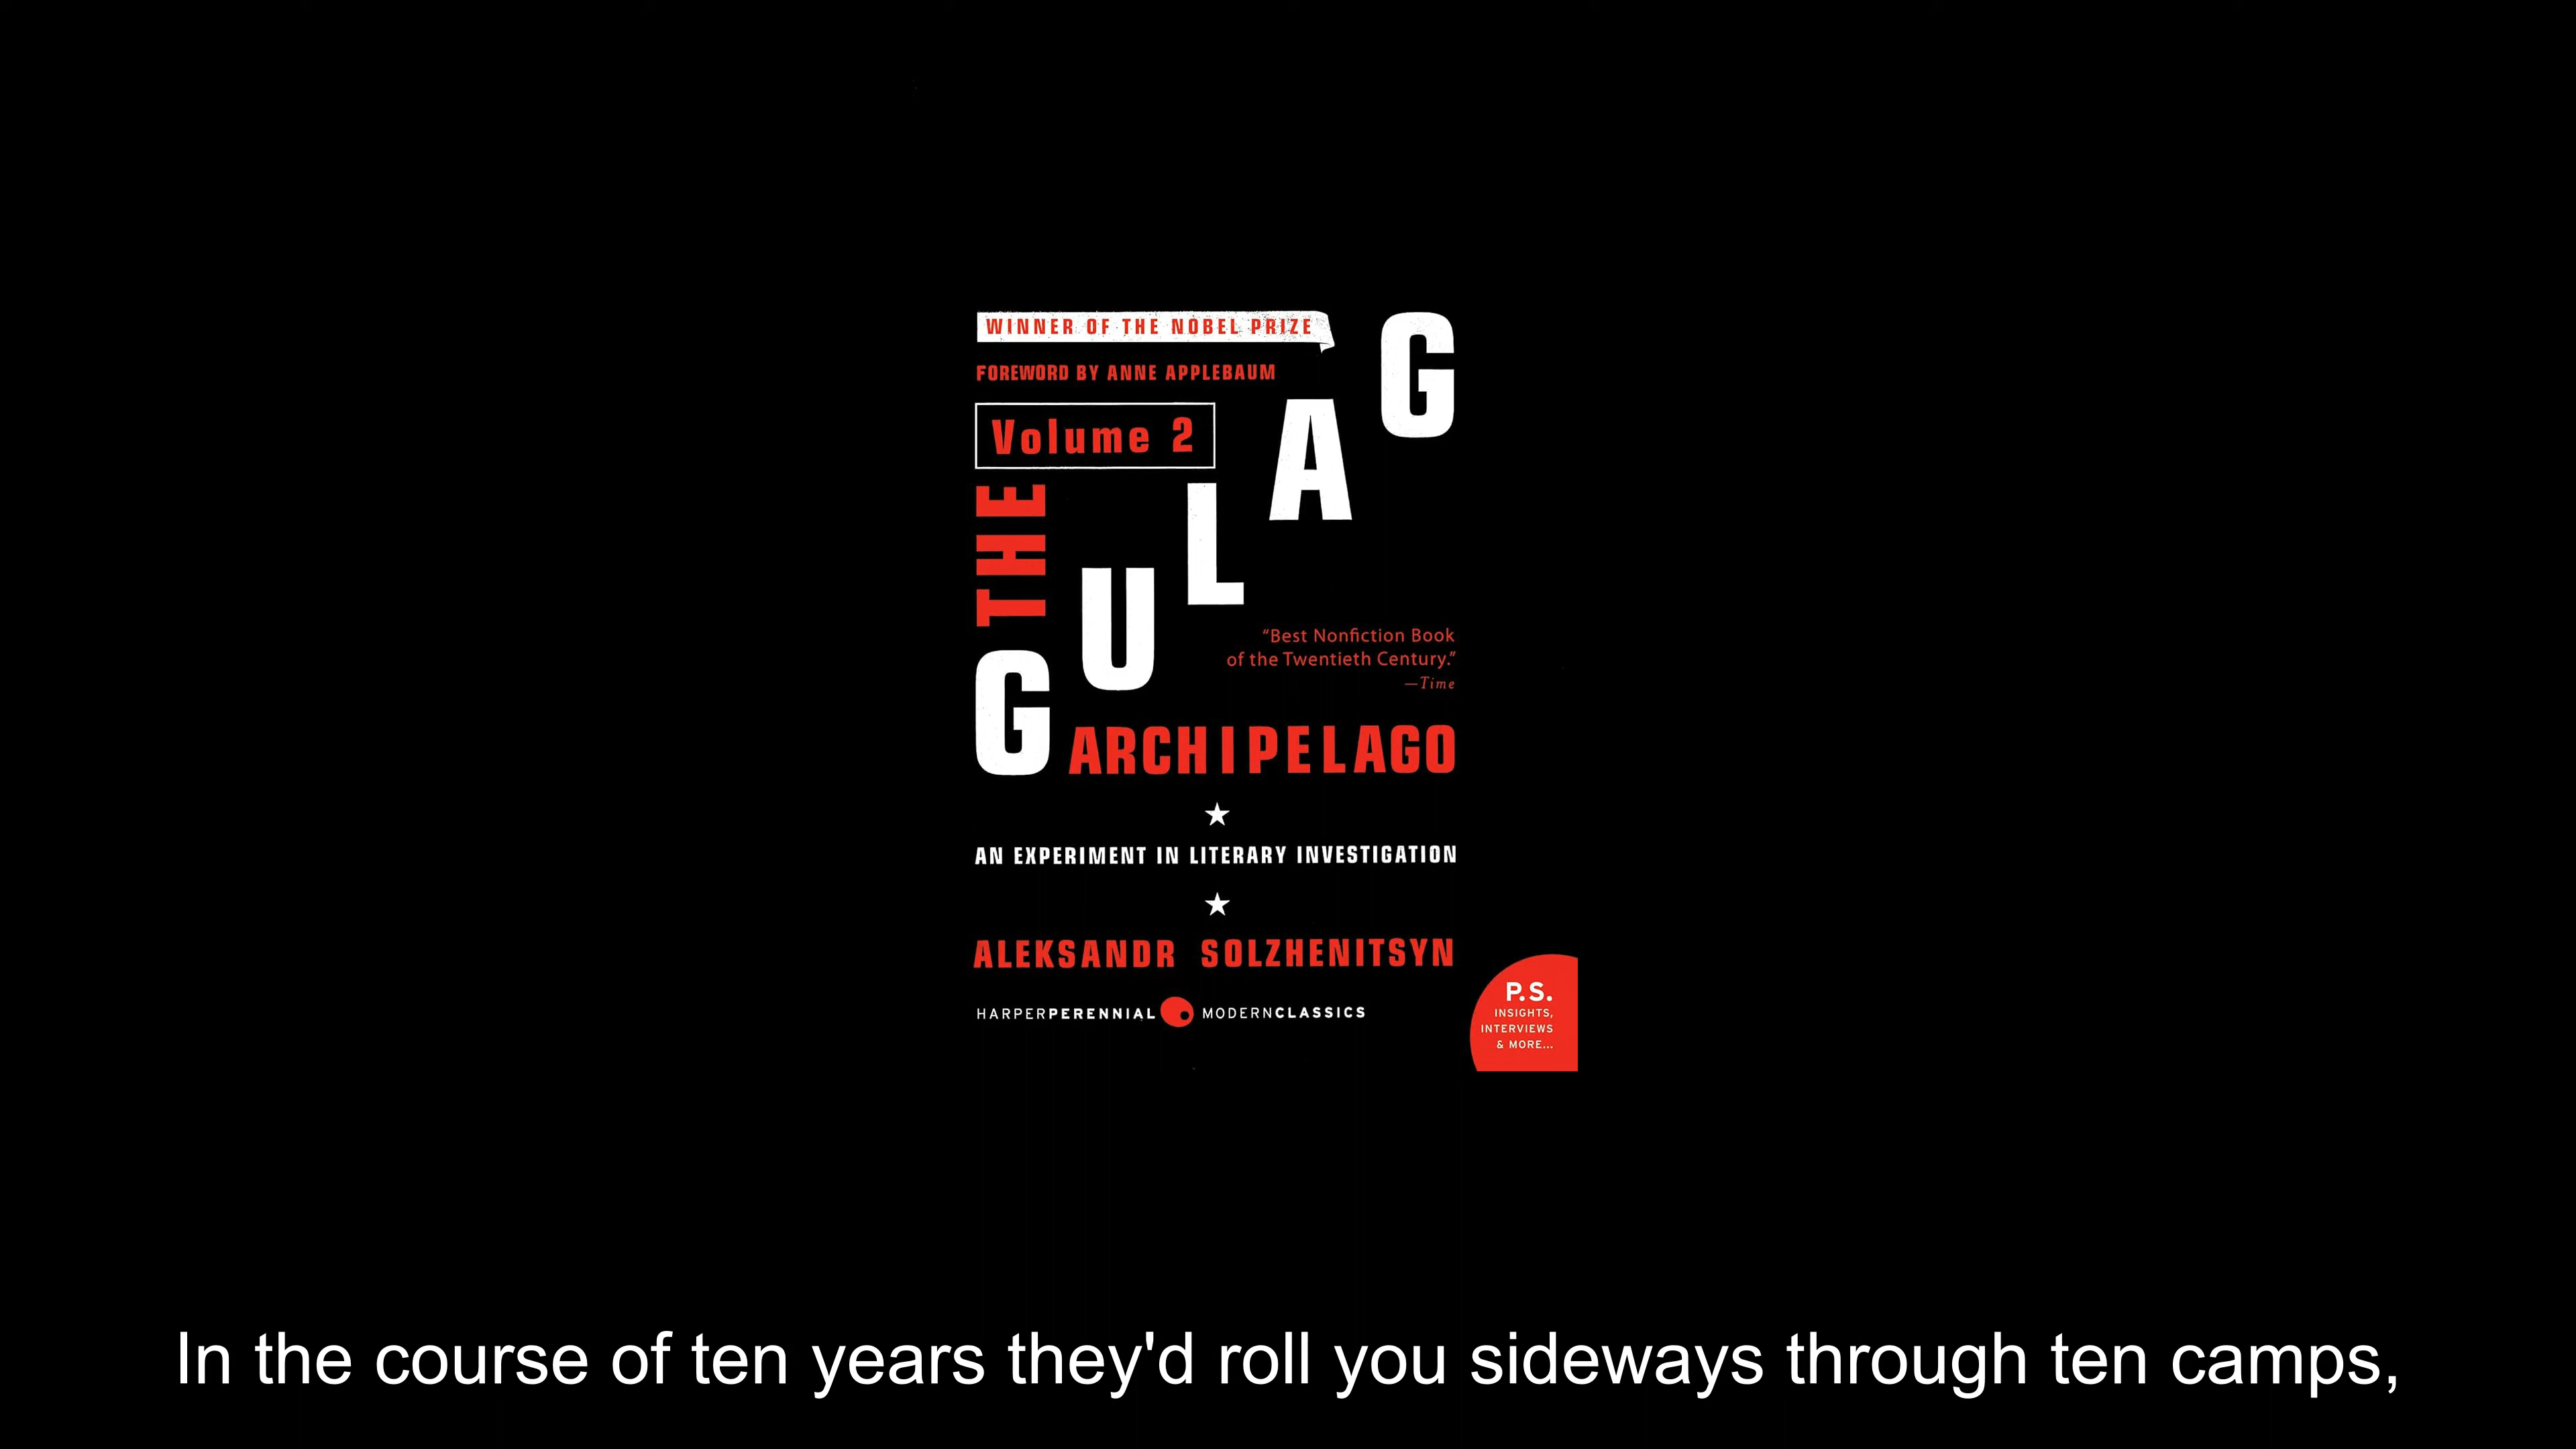 WINNER OF THE NOBEL PRIZE
FOREWORD BY ANNE APPLEBAUM
Volume 2
THE
GULAG
"Best Nonfiction Book
of the Twentieth Century."
—Time
ARCHIPELAGO
AN EXPERIMENT IN LITERARY INVESTIGATION
ALEKSANDR SOLZHENITSYN
HARPERPERENNIAL MODERNCLASSICS
P.S.
INSIGHTS,
INTERVIEWS
& MORE...
In the course of ten years they'd roll you sideways through ten camps,